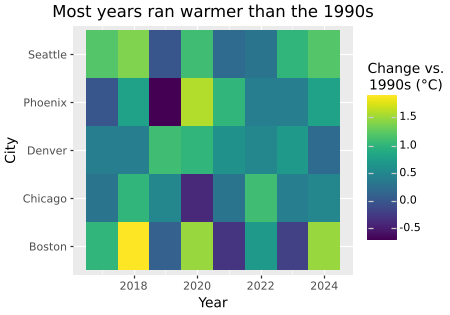 Most years ran warmer than the 1990s
Seattle
Phoenix
Denver
Chicago
Boston
City
2018
2020
2022
2024
Year
Change vs.
1990s (°C)
1.5
1.0
0.5
0.0
-0.5